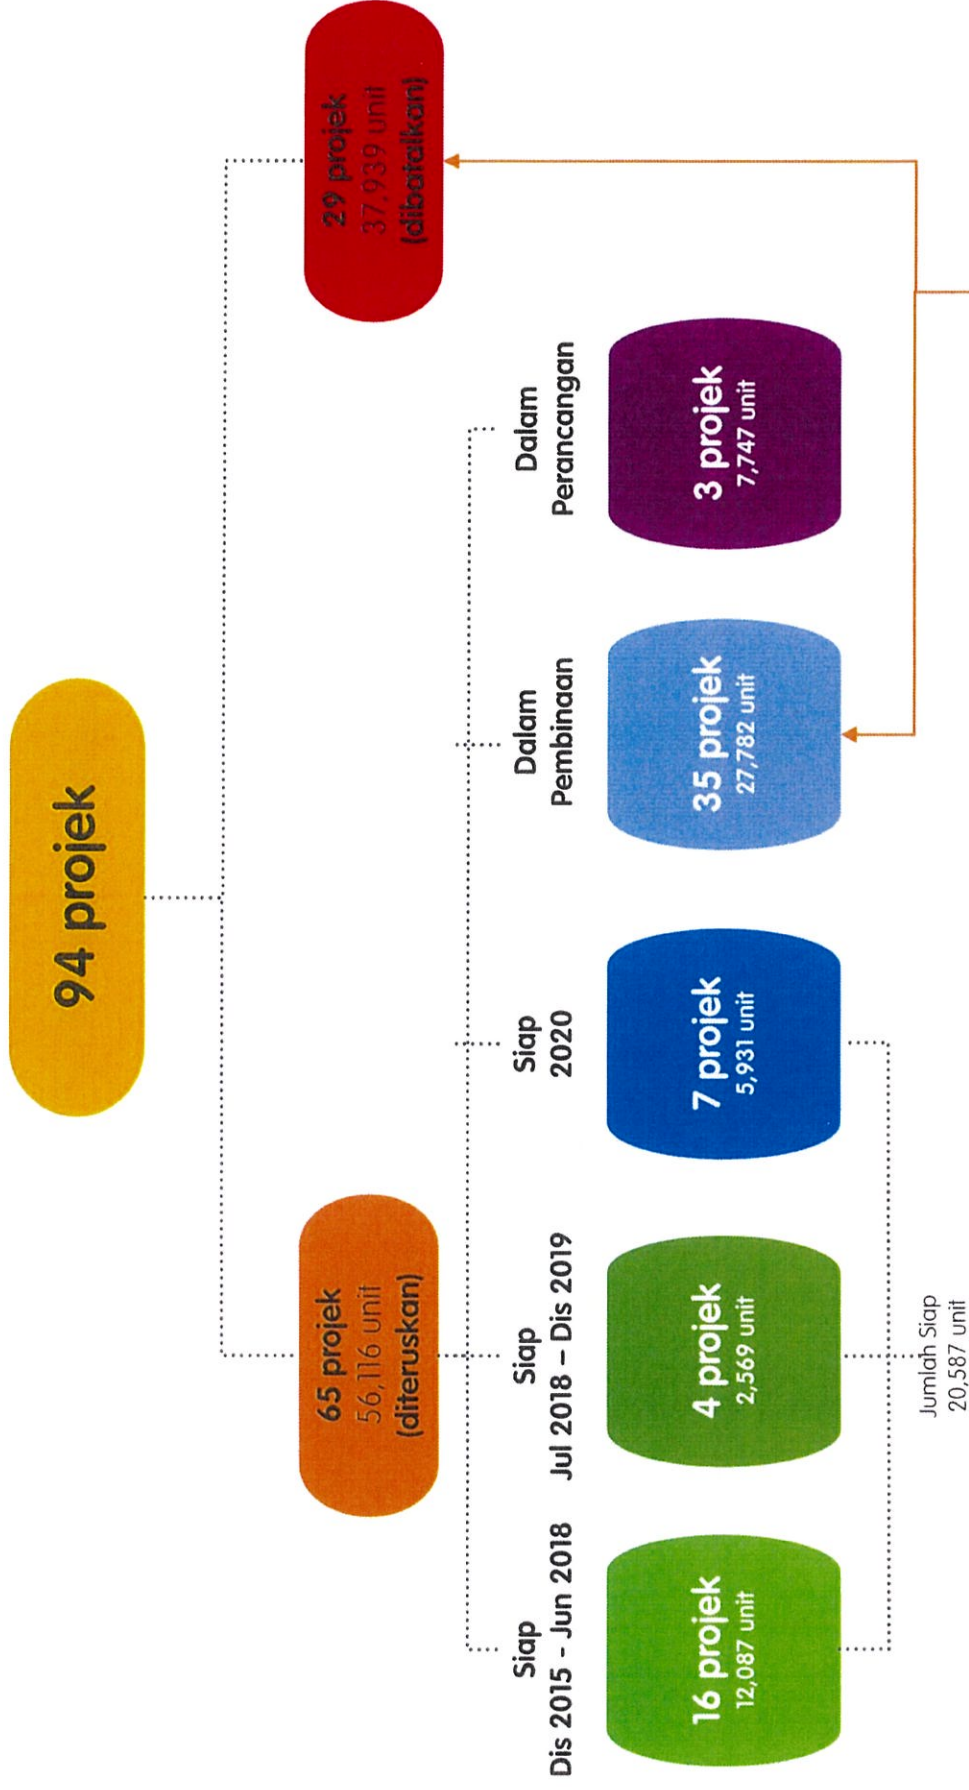 94 projek
65 projek
56,116 unit
(diteruskan)
29 projek
37,939 unit
(dibatalkan)
Siap
Dis 2015 - Jun 2018
Siap
Jul 2018 – Dis 2019
Siap
2020
Dalam
Pembinaan
Dalam
Perancangan
16 projek
12,087 unit
4 projek
2,569 unit
7 projek
5,931 unit
35 projek
27,782 unit
3 projek
7,747 unit
Jumlah Siap
20,587 unit